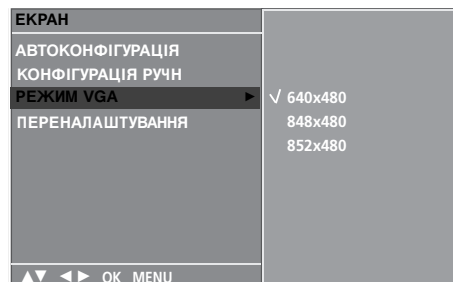 ЕКРАН
АВТОКОНФІГУРАЦІЯ
КОНФІГУРАЦІЯ РУЧН
РЕЖИМ VGA ►
√ 640x480
848x480
852x480
ПЕРЕНАЛАШТУВАННЯ
▲▼ ◄► OK MENU